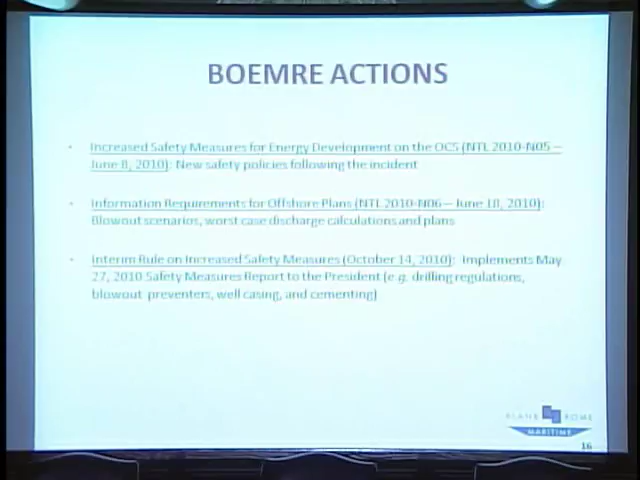 BOEMRE ACTIONS
• Increased Safety Measures for Energy Development on the OCS (NTL 2010-N05 –
June 8, 2010): New safety policies following the incident
• Information Requirements for Offshore Plans (NTL 2010-N06 – June 18, 2010):
Blowout scenarios, worst case discharge calculations and plans
• Interim Rule on Increased Safety Measures (October 14, 2010): Implements May
27, 2010 Safety Measures Report to the President (e.g. drilling regulations,
blowout preventers, well casing, and cementing)
BLANK ROME
MARITIME
16